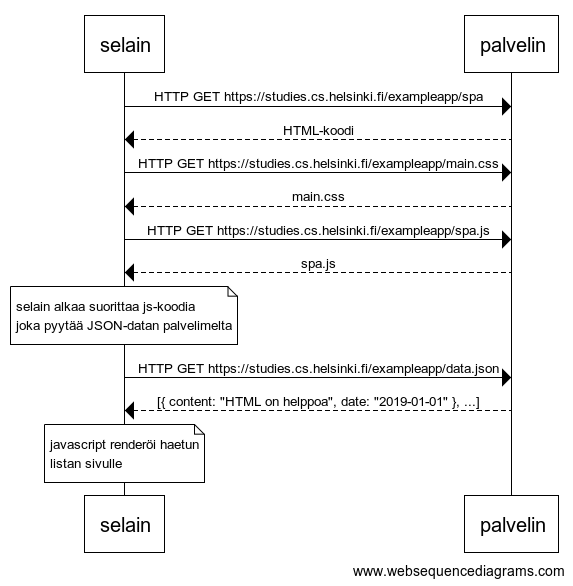 selain palvelin
HTTP GET https://studies.cs.helsinki.fi/exampleapp/spa
HTML-koodi
HTTP GET https://studies.cs.helsinki.fi/exampleapp/main.css
main.css
HTTP GET https://studies.cs.helsinki.fi/exampleapp/spa.js
spa.js
selain alkaa suorittaa js-koodia
joka pyytää JSON-datan palvelimelta
HTTP GET https://studies.cs.helsinki.fi/exampleapp/data.json
[{ content: "HTML on helppoa", date: "2019-01-01" }, ...]
javascript renderöi haetun
listan sivulle
selain palvelin
www.websequencediagrams.com